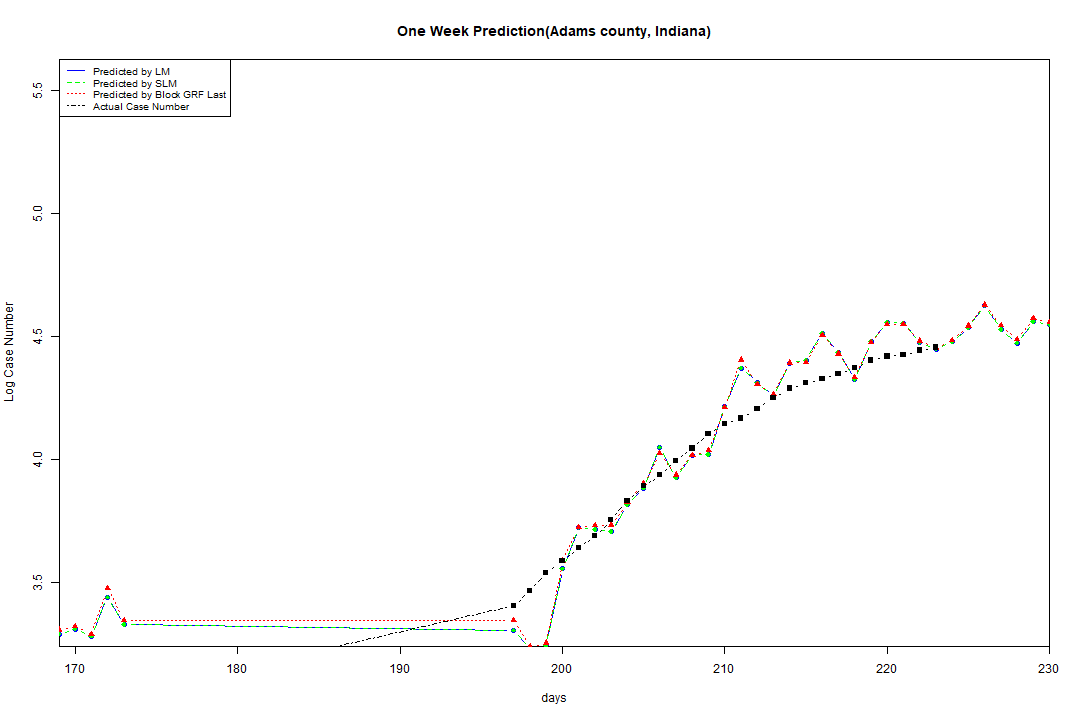 One Week Prediction(Adams county, Indiana)
Predicted by LM
Predicted by SLM
Predicted by Block GRF Last
Actual Case Number
5.5
5.0
4.5
4.0
3.5
Log Case Number
170 180 190 200 210 220 230
days